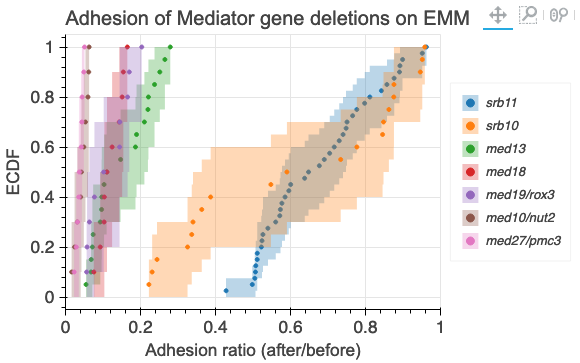 Adhesion of Mediator gene deletions on EMM
ECDF
1
0.8
0.6
0.4
0.2
0
0
0.2
0.4
0.6
0.8
1
Adhesion ratio (after/before)
srb11
srb10
med13
med18
med19/rox3
med10/nut2
med27/pmc3